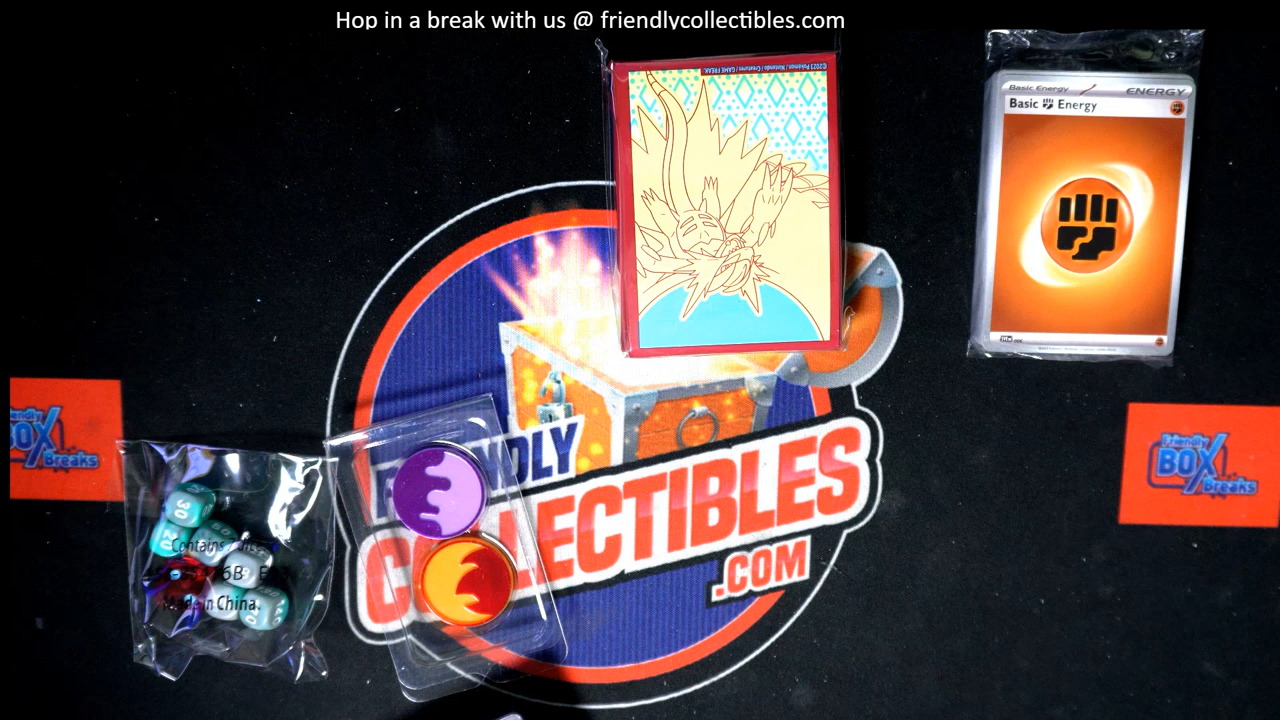 Hop in a break with us @ friendlycollectibles.com
©2023 Pokémon / Nintendo / Creatures / GAME FREAK.
Basic Energy ENERGY
Basic Energy
BOX
Breaks
Friendly
BOX
Breaks
COLLECTIBLES
.COM
30
Contains
Made in China.